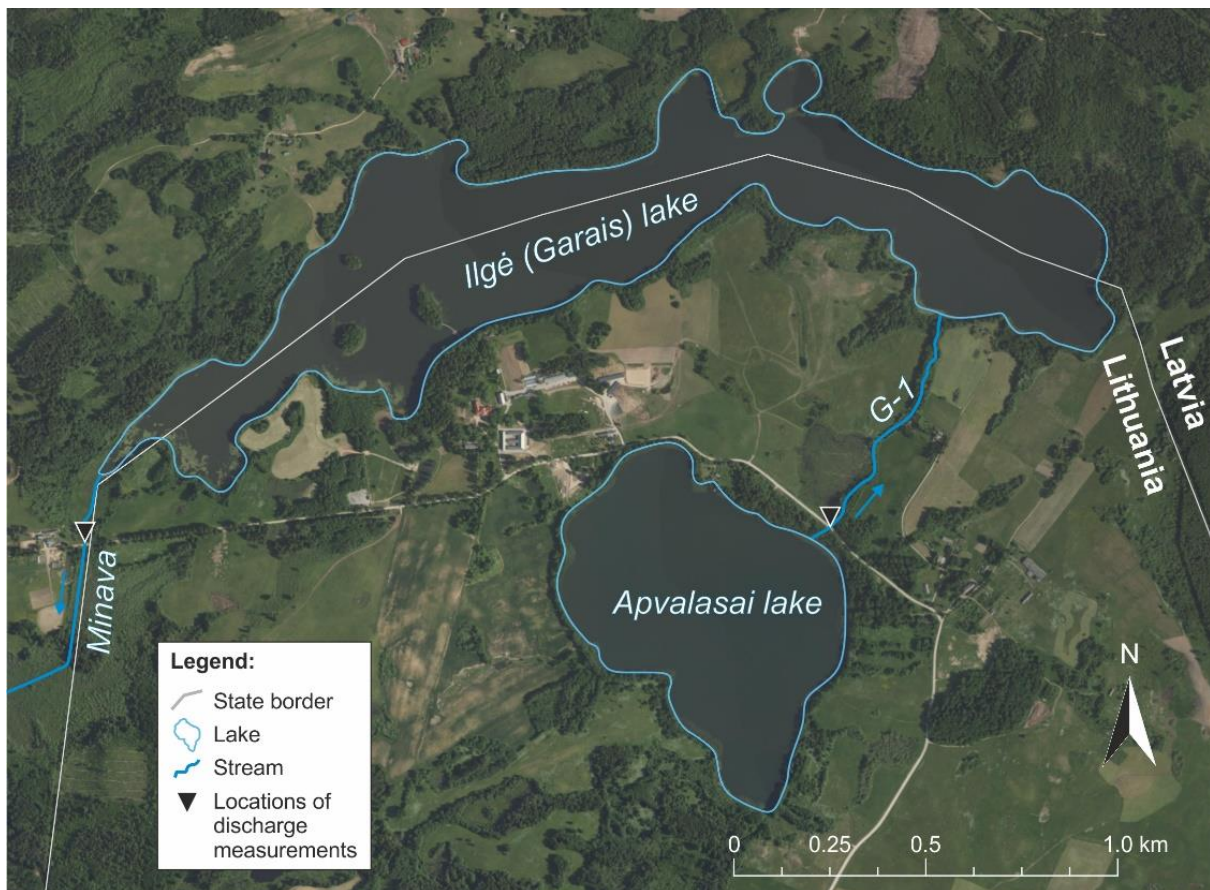 Ilgė (Garais) lake
Latvia
Lithuania
G-1
Minava
Apvalasai lake
Legend:
State border
Lake
Stream
Locations of
discharge
measurements
N
0 0.25 0.5 1.0 km